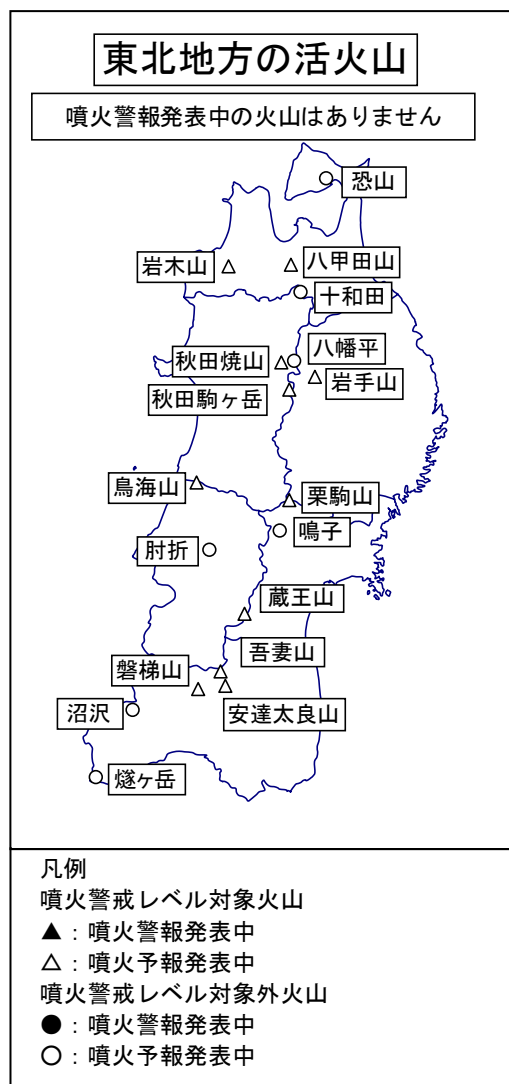 東北地方の活火山
噴火警報発表中の火山はありません
恐山
岩木山
八甲田山
十和田
秋田焼山
八幡平
岩手山
秋田駒ヶ岳
鳥海山
栗駒山
鳴子
肘折
蔵王山
吾妻山
磐梯山
安達太良山
沼沢
燧ヶ岳
凡例
噴火警戒レベル対象火山
▲：噴火警報発表中
△：噴火予報発表中
噴火警戒レベル対象外火山
●：噴火警報発表中
○：噴火予報発表中